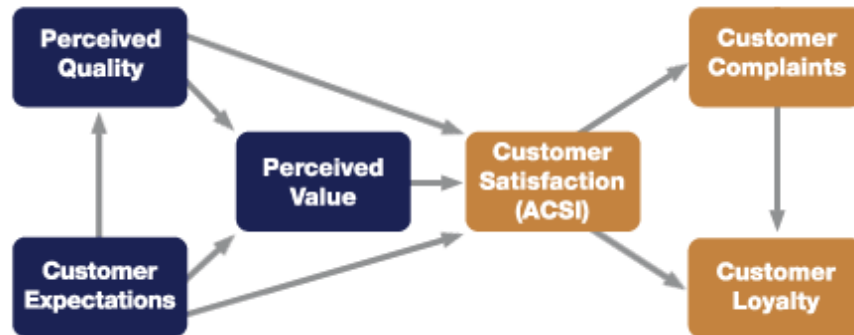 Perceived
Quality
Customer
Complaints
Perceived
Value
Customer
Satisfaction
(ACSI)
Customer
Expectations
Customer
Loyalty